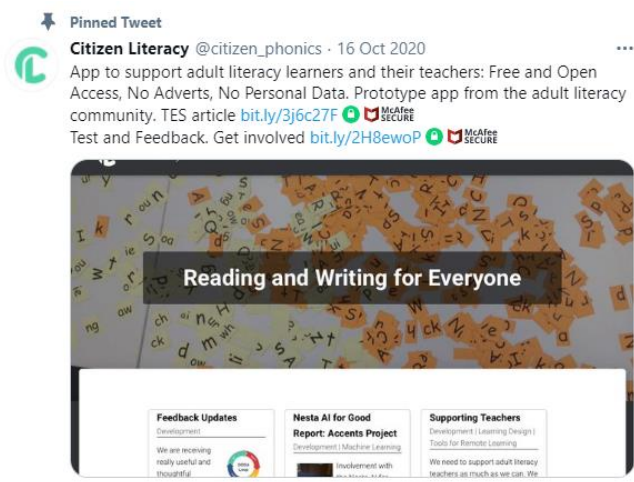 Pinned Tweet
Citizen Literacy @citizen_phonics · 16 Oct 2020
App to support adult literacy learners and their teachers: Free and Open
Access, No Adverts, No Personal Data. Prototype app from the adult literacy
community. TES article bit.ly/3j6c27F McAfee SECURE
Test and Feedback. Get involved bit.ly/2H8ewoP McAfee SECURE
Reading and Writing for Everyone
Feedback Updates
Development
We are receiving
really useful and
thoughtful
Nesta AI for Good
Report: Accents Project
Development | Machine Learning
Involvement with
Supporting Teachers
Development | Learning Design |
Tools for Remote Learning
We need to support adult literacy
teachers as much as we can. We